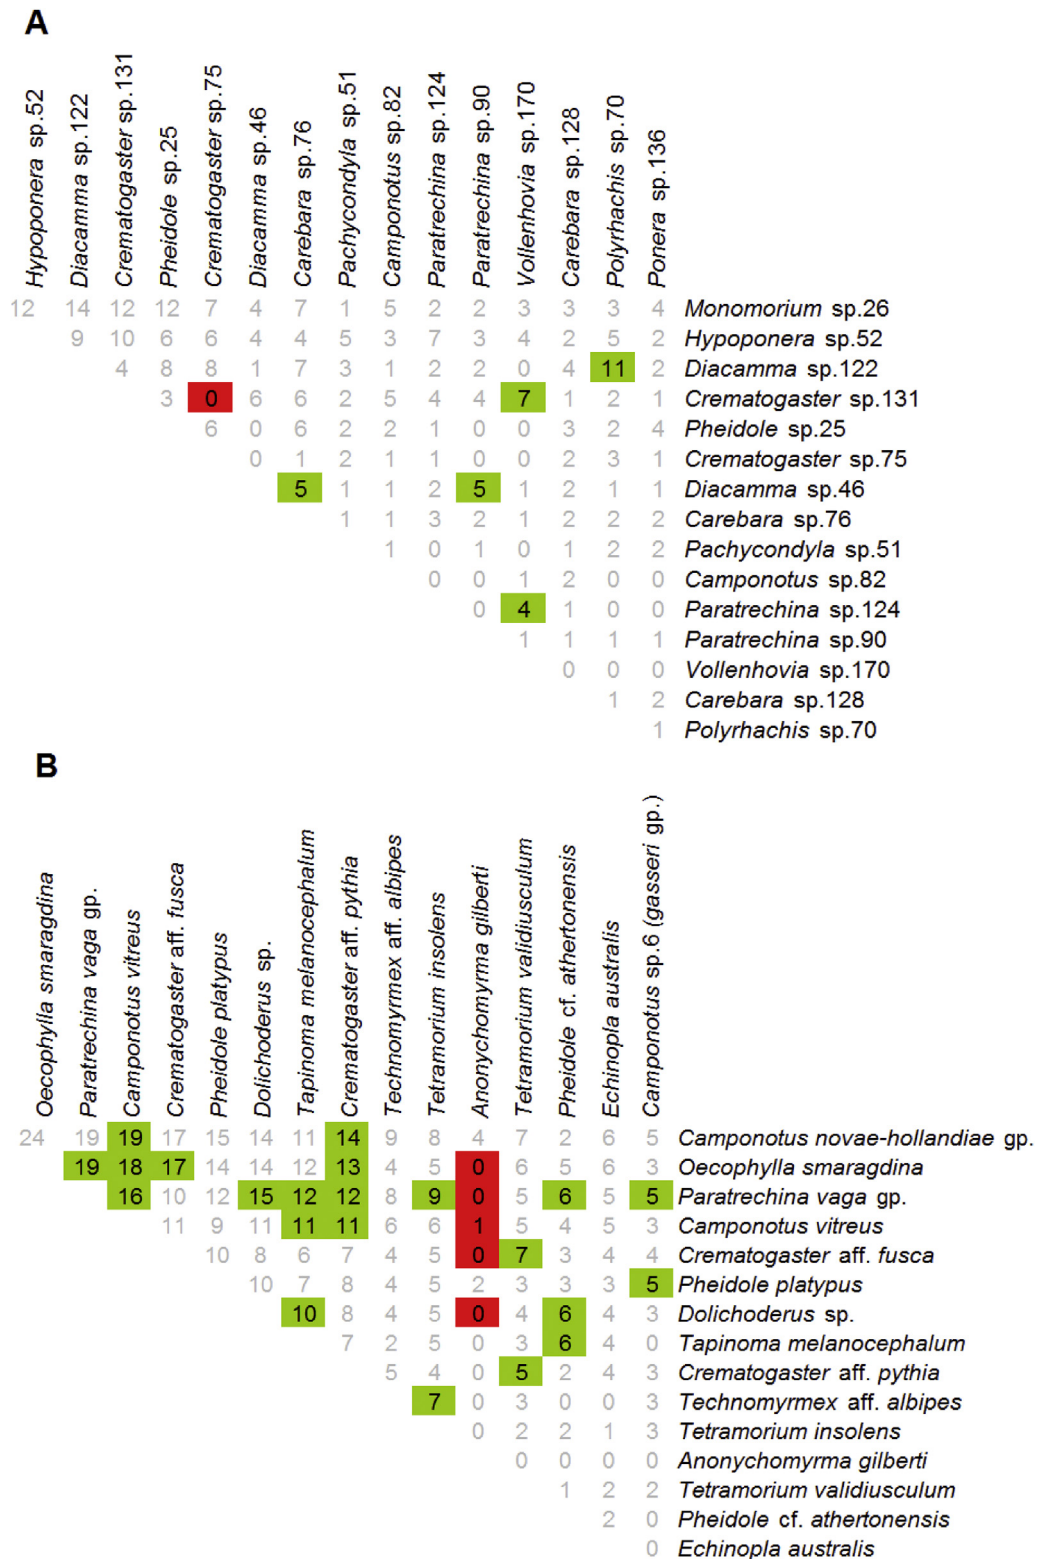 A
Hypoponera sp.52
Diacamma sp.122
Crematogaster sp.131
Pheidole sp.25
Crematogaster sp.75
Diacamma sp.46
Carebara sp.76
Pachycondyla sp.51
Camponotus sp.82
Paratrechina sp.124
Paratrechina sp.90
Vollenhovia sp.170
Carebara sp.128
Polyrhachis sp.70
Ponera sp.136
12 14 12 12 7 4 7 1 5 2 2 3 3 3 4 Monomorium sp.26
9 10 6 6 4 4 5 3 7 3 4 2 5 2 Hypoponera sp.52
4 8 8 1 7 3 1 2 2 0 4 11 2 Diacamma sp.122
3 0 6 6 2 5 4 4 7 1 2 1 Crematogaster sp.131
6 0 6 2 2 1 0 0 3 2 4 Pheidole sp.25
0 1 2 1 1 0 0 2 3 1 Crematogaster sp.75
5 1 1 2 5 1 2 1 1 Diacamma sp.46
1 1 3 2 1 2 2 2 Carebara sp.76
1 0 1 0 1 2 2 Pachycondyla sp.51
0 0 1 2 0 0 Camponotus sp.82
0 4 1 0 0 Paratrechina sp.124
1 1 1 1 Paratrechina sp.90
0 0 0 Vollenhovia sp.170
1 2 Carebara sp.128
1 Polyrhachis sp.70
B
Oecophylla smaragdina
Paratrechina vaga gp.
Camponotus vitreus
Crematogaster aff. fusca
Pheidole platypus
Dolichoderus sp.
Tapinoma melanocephalum
Crematogaster aff. pythia
Technomyrmex aff. albipes
Tetramorium insolens
Anonychomyrma gilberti
Tetramorium validiusculum
Pheidole cf. athertonensis
Echinopla australis
Camponotus sp.6 (gasseri gp.)
24 19 19 17 15 14 11 14 9 8 4 7 2 6 5 Camponotus novae-hollandiae gp.
19 18 17 14 14 12 13 4 5 0 6 5 6 3 Oecophylla smaragdina
16 10 12 15 12 12 8 9 0 5 6 5 5 Paratrechina vaga gp.
11 9 11 11 11 6 6 1 5 4 5 3 Camponotus vitreus
10 8 6 7 4 5 0 7 3 4 4 Crematogaster aff. fusca
10 7 8 4 5 2 3 3 3 5 Pheidole platypus
10 8 4 5 0 4 6 4 3 Dolichoderus sp.
7 2 5 0 3 6 4 0 Tapinoma melanocephalum
5 4 0 5 2 4 3 Crematogaster aff. pythia
7 0 3 0 0 3 Technomyrmex aff. albipes
0 2 2 1 3 Tetramorium insolens
0 0 0 0 Anonychomyrma gilberti
1 2 2 Tetramorium validiusculum
2 0 Pheidole cf. athertonensis
0 Echinopla australis